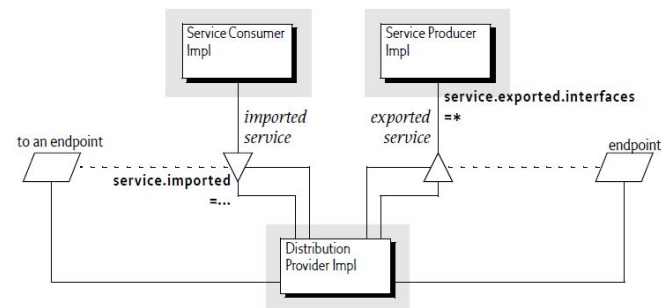 Service Consumer
Impl
Service Producer
Impl
service.exported.interfaces
=*
imported
service
exported
service
to an endpoint
endpoint
service.imported
=...
Distribution
Provider Impl